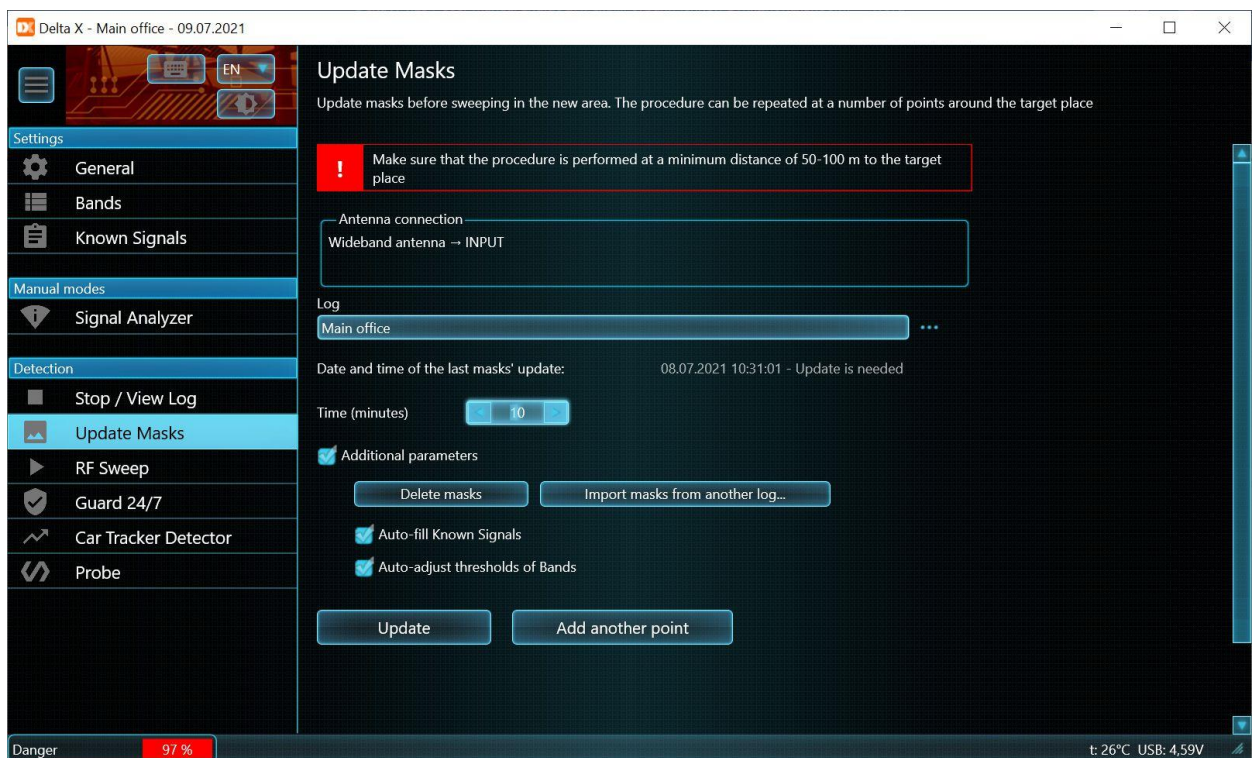 DX Delta X - Main office - 09.07.2021
EN
Settings
General
Bands
Known Signals
Manual modes
Signal Analyzer
Detection
Stop / View Log
Update Masks
RF Sweep
Guard 24/7
Car Tracker Detector
Probe
Update Masks
Update masks before sweeping in the new area. The procedure can be repeated at a number of points around the target place
! Make sure that the procedure is performed at a minimum distance of 50-100 m to the target
place
Antenna connection
Wideband antenna → INPUT
Log
Main office ...
Date and time of the last masks' update: 08.07.2021 10:31:01 - Update is needed
Time (minutes) < 10 >
Additional parameters
Delete masks Import masks from another log...
Auto-fill Known Signals
Auto-adjust thresholds of Bands
Update Add another point
Danger 97 % t: 26°C USB: 4,59V